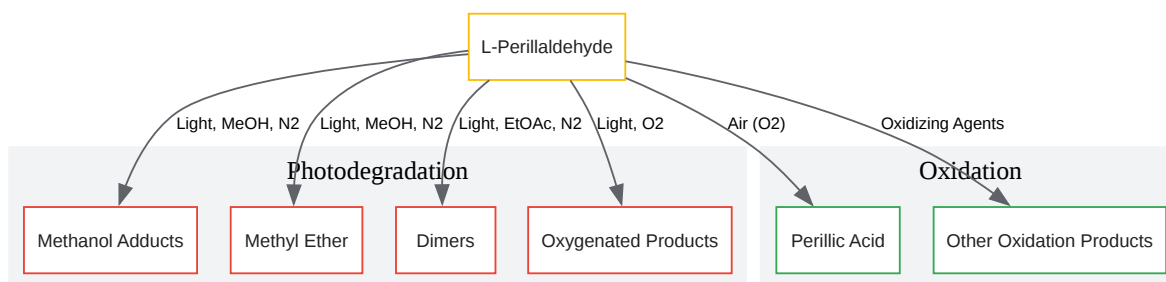 L-Perillaldehyde
Light, MeOH, N2
Light, MeOH, N2
Light, EtOAc, N2
Light, O2
Air (O2)
Oxidizing Agents
Photodegradation
Oxidation
Methanol Adducts
Methyl Ether
Dimers
Oxygenated Products
Perillic Acid
Other Oxidation Products